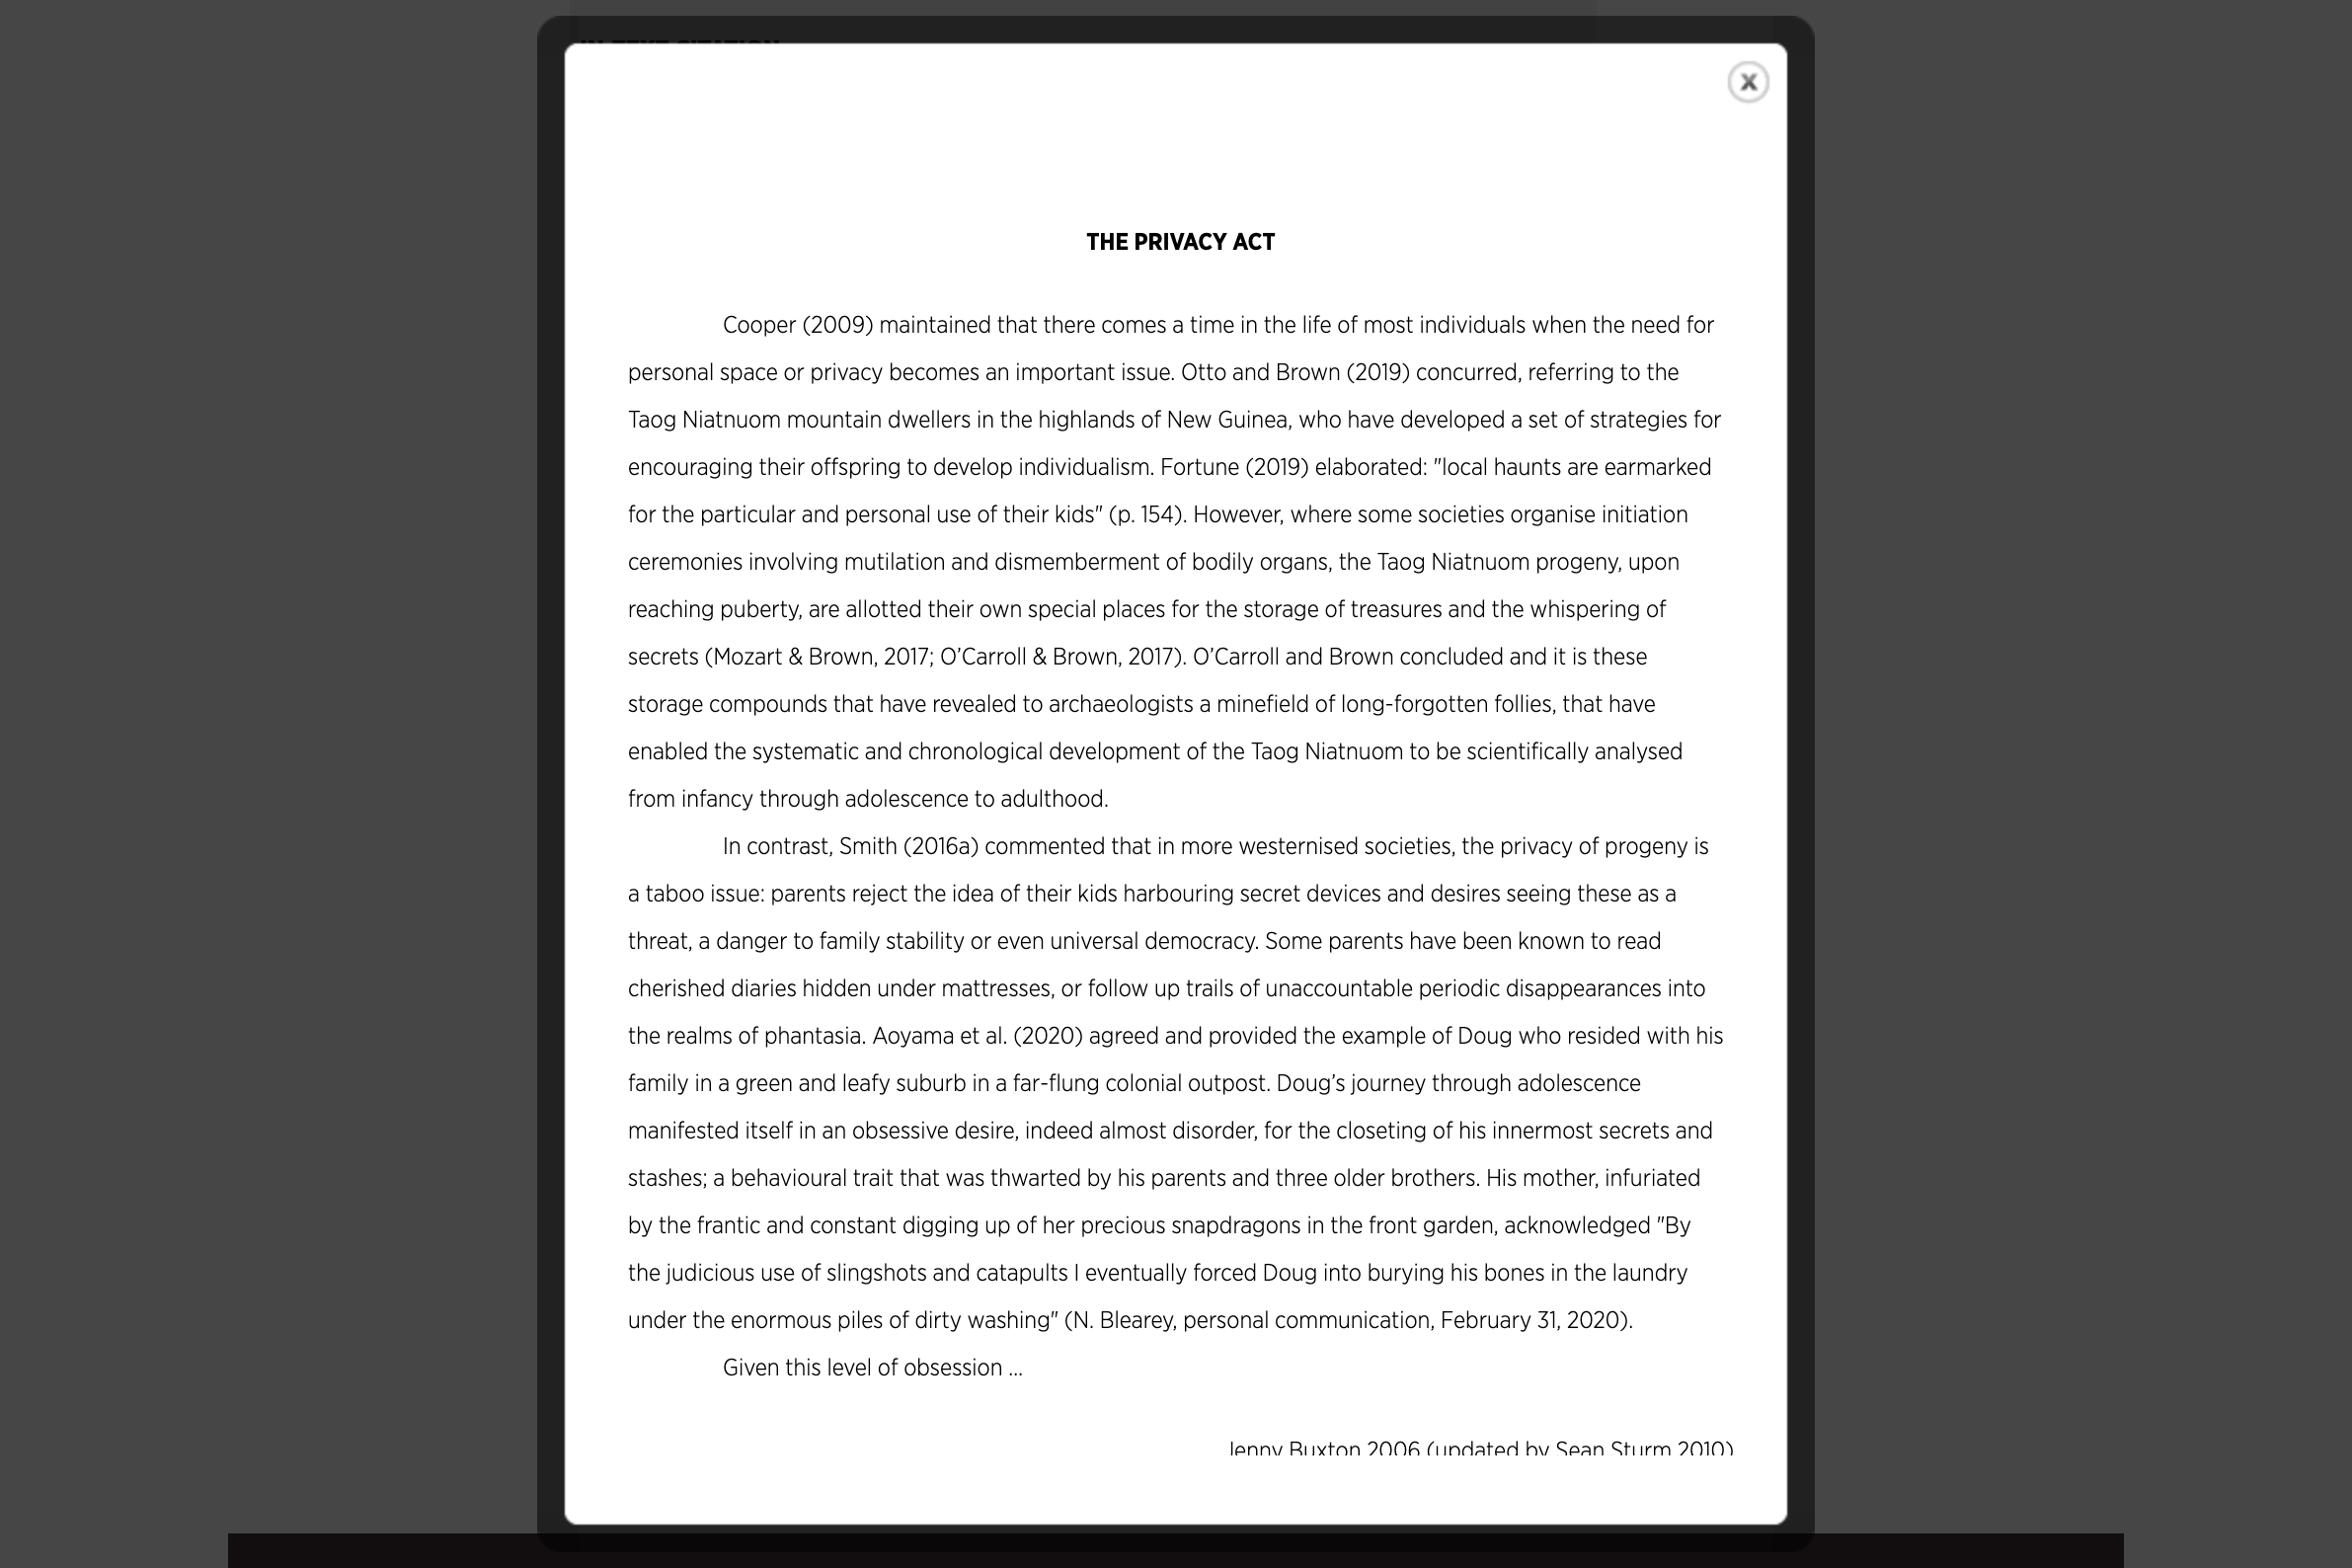 IN-TEXT CITATION
x
THE PRIVACY ACT
Cooper (2009) maintained that there comes a time in the life of most individuals when the need for
personal space or privacy becomes an important issue. Otto and Brown (2019) concurred, referring to the
Taog Niatnuom mountain dwellers in the highlands of New Guinea, who have developed a set of strategies for
encouraging their offspring to develop individualism. Fortune (2019) elaborated: "local haunts are earmarked
for the particular and personal use of their kids" (p. 154). However, where some societies organise initiation
ceremonies involving mutilation and dismemberment of bodily organs, the Taog Niatnuom progeny, upon
reaching puberty, are allotted their own special places for the storage of treasures and the whispering of
secrets (Mozart & Brown, 2017; O’Carroll & Brown, 2017). O’Carroll and Brown concluded and it is these
storage compounds that have revealed to archaeologists a minefield of long-forgotten follies, that have
enabled the systematic and chronological development of the Taog Niatnuom to be scientifically analysed
from infancy through adolescence to adulthood.
In contrast, Smith (2016a) commented that in more westernised societies, the privacy of progeny is
a taboo issue: parents reject the idea of their kids harbouring secret devices and desires seeing these as a
threat, a danger to family stability or even universal democracy. Some parents have been known to read
cherished diaries hidden under mattresses, or follow up trails of unaccountable periodic disappearances into
the realms of phantasia. Aoyama et al. (2020) agreed and provided the example of Doug who resided with his
family in a green and leafy suburb in a far-flung colonial outpost. Doug’s journey through adolescence
manifested itself in an obsessive desire, indeed almost disorder, for the closeting of his innermost secrets and
stashes; a behavioural trait that was thwarted by his parents and three older brothers. His mother, infuriated
by the frantic and constant digging up of her precious snapdragons in the front garden, acknowledged "By
the judicious use of slingshots and catapults I eventually forced Doug into burying his bones in the laundry
under the enormous piles of dirty washing" (N. Blearey, personal communication, February 31, 2020).
Given this level of obsession ...
Jenny Buxton 2006 (updated by Sean Sturm 2010)